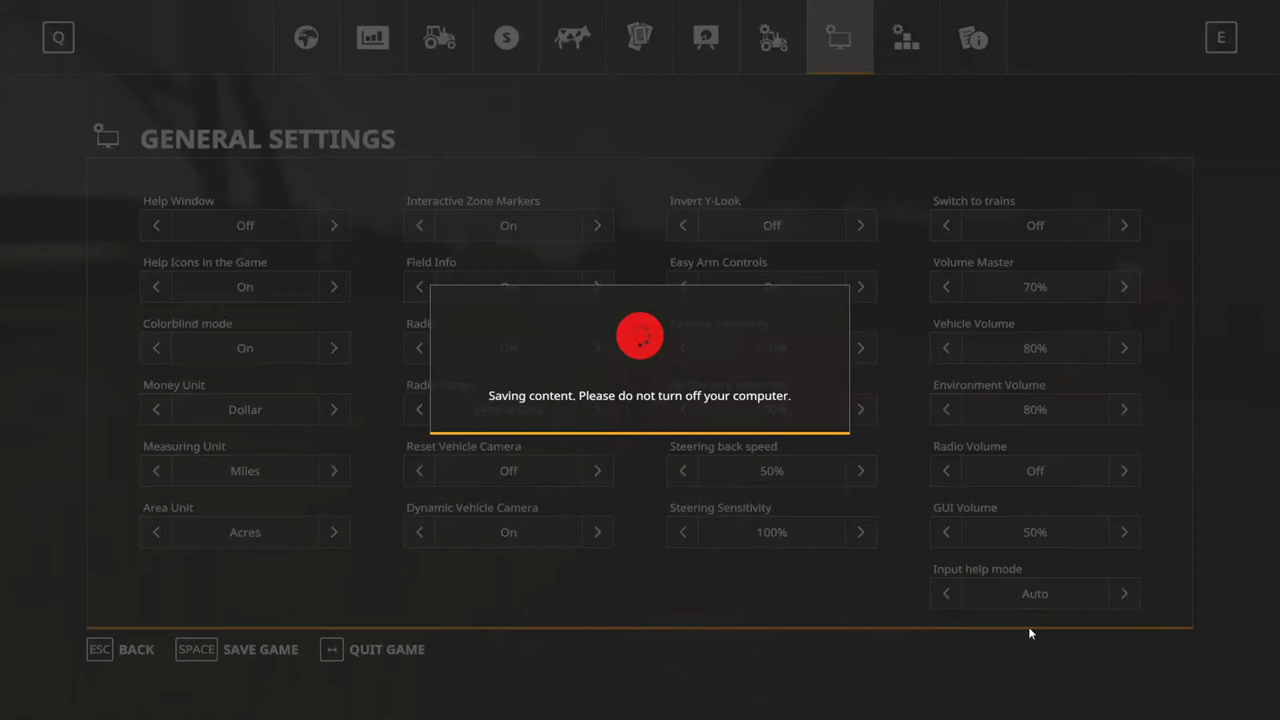 Q
E
GENERAL SETTINGS
Help Window
Off
Help Icons in the Game
On
Colorblind mode
On
Money Unit
Dollar
Measuring Unit
Miles
Area Unit
Acres
Interactive Zone Markers
On
Field Info
Radio Range
Vehicle Only
Reset Vehicle Camera
Off
Dynamic Vehicle Camera
On
Invert Y-Look
Off
Easy Arm Controls
Steering back speed
50%
Steering Sensitivity
100%
Switch to trains
Off
Volume Master
70%
Vehicle Volume
80%
Environment Volume
80%
Radio Volume
Off
GUI Volume
50%
Input help mode
Auto
Saving content. Please do not turn off your computer.
ESC BACK SPACE SAVE GAME QUIT GAME